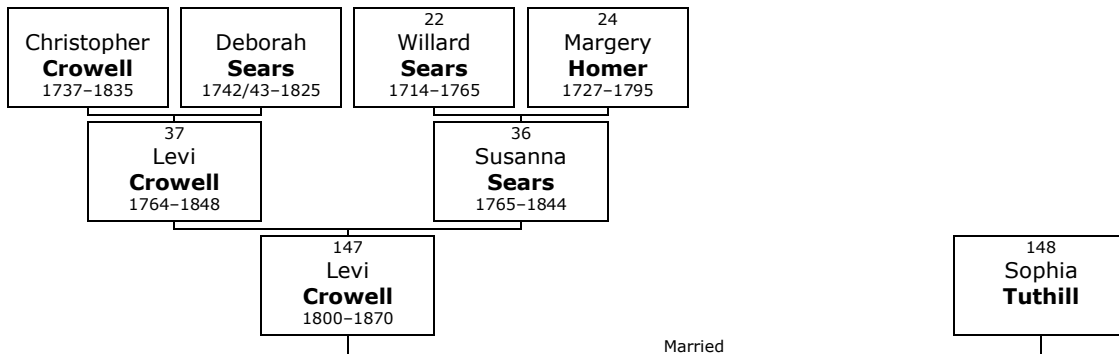 Christopher
Crowell
1737–1835
Deborah
Sears
1742/43–1825
22
Willard
Sears
1714–1765
24
Margery
Homer
1727–1795
37
Levi
Crowell
1764–1848
36
Susanna
Sears
1765–1844
147
Levi
Crowell
1800–1870
148
Sophia
Tuthill
Married